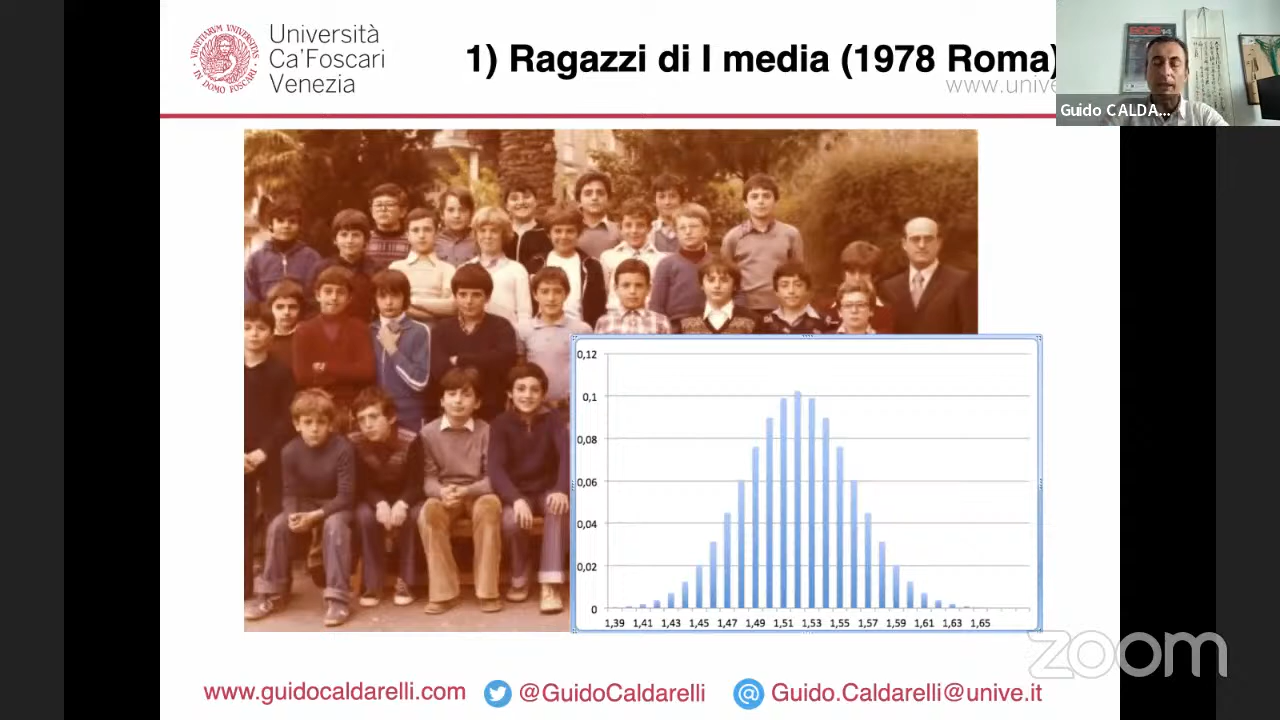 Università
Ca'Foscari
Venezia
1) Ragazzi di I media (1978 Roma)
www.unive
Guido CALDA...
0,12
0,1
0,08
0,06
0,04
0,02
0
1,39 1,41 1,43 1,45 1,47 1,49 1,51 1,53 1,55 1,57 1,59 1,61 1,63 1,65
zoom
www.guidocaldarelli.com @GuidoCaldarelli Guido.Caldarelli@unive.it